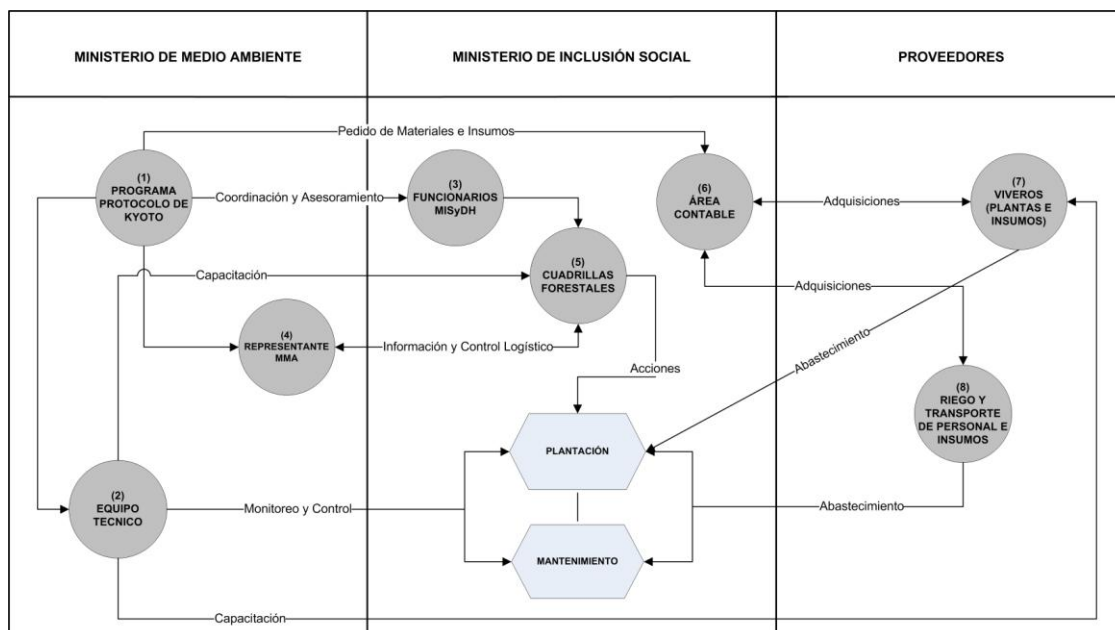 MINISTERIO DE MEDIO AMBIENTE
MINISTERIO DE INCLUSIÓN SOCIAL
PROVEEDORES
Pedido de Materiales e Insumos
(1)
PROGRAMA
PROTOCOLO DE
KYOTO
Coordinación y Asesoramiento
(3)
FUNCIONARIOS
MISyDH
(6)
ÁREA
CONTABLE
Adquisiciones
(7)
VIVEROS
(PLANTAS E
INSUMOS)
Capacitación
(5)
CUADRILLAS
FORESTALES
Adquisiciones
(4)
REPRESENTANTE
MMA
Información y Control Logístico
Abastecimiento
Acciones
(8)
RIEGO Y
TRANSPORTE
DE PERSONAL E
INSUMOS
PLANTACIÓN
(2)
EQUIPO
TECNICO
Monitoreo y Control
Abastecimiento
MANTENIMIENTO
Capacitación